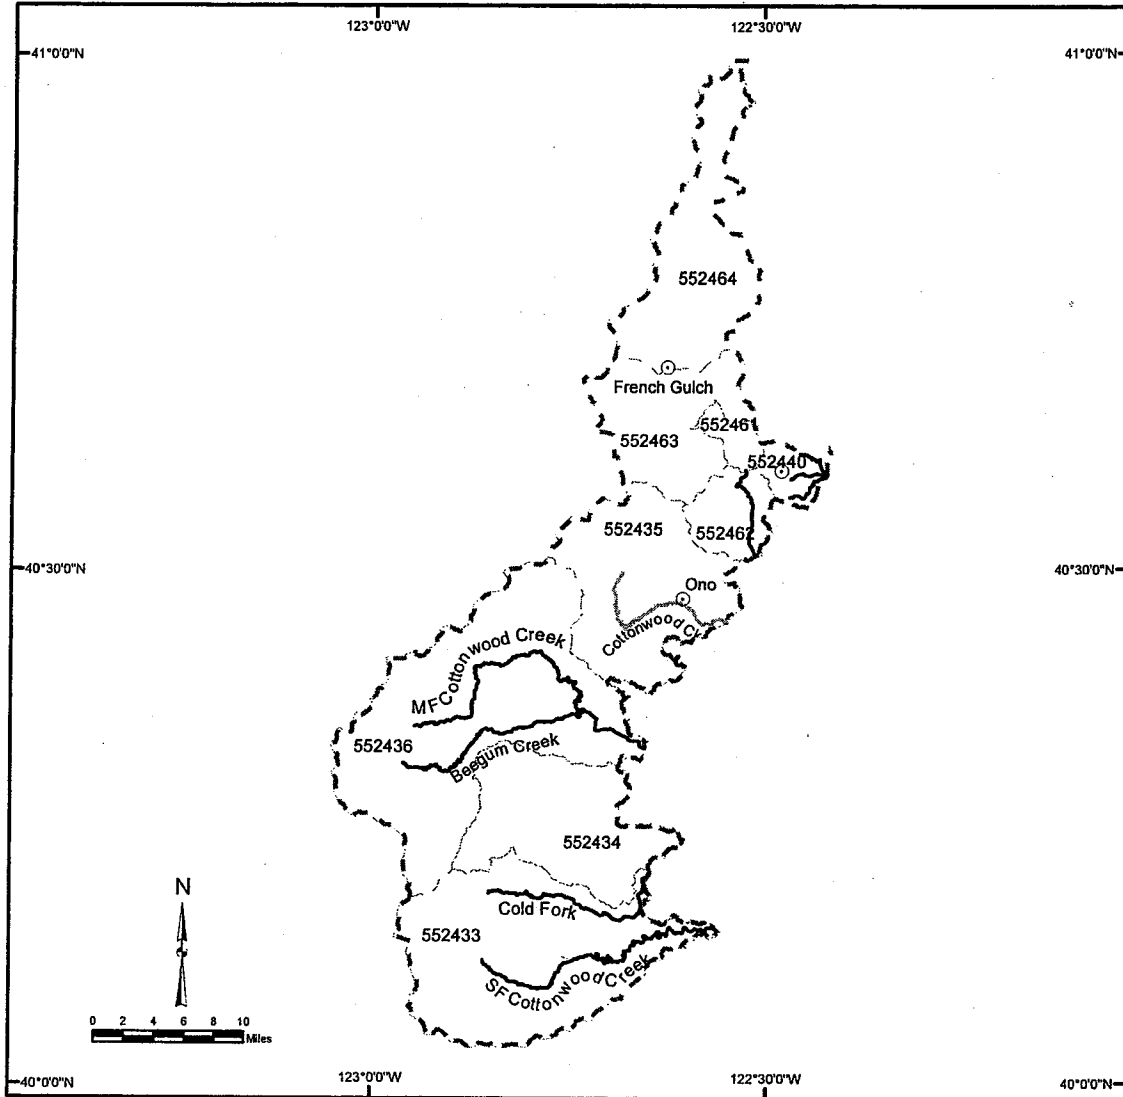 123°0'0"W
122°30'0"W
41°0'0"N
41°0'0"N
552464
French Gulch
552461
552463
552440
552435
552462
40°30'0"N
40°30'0"N
Ono
Cottonwood Cr
MF Cottonwood Creek
552436
Beegum Creek
552434
N
Cold Fork
552433
SF Cottonwood Creek
0 2 4 6 8 10
Miles
40°0'0"N
123°0'0"W
122°30'0"W
40°0'0"N